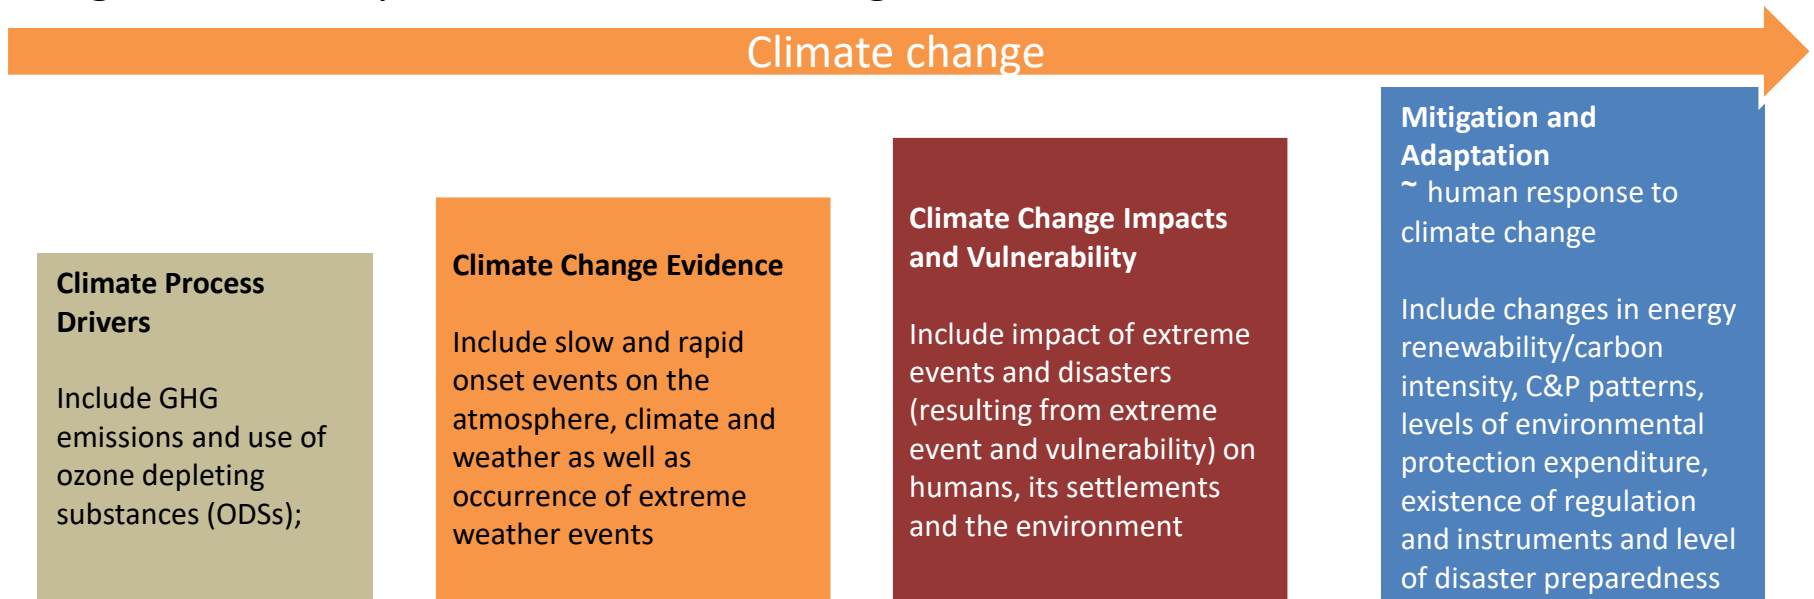 Climate change
Climate Process
Drivers
Include GHG
emissions and use of
ozone depleting
substances (ODSs);
Climate Change Evidence
Include slow and rapid
onset events on the
atmosphere, climate and
weather as well as
occurrence of extreme
weather events
Climate Change Impacts
and Vulnerability
Include impact of extreme
events and disasters
(resulting from extreme
event and vulnerability) on
humans, its settlements
and the environment
Mitigation and
Adaptation
~ human response to
climate change
Include changes in energy
renewability/carbon
intensity, C&P patterns,
levels of environmental
protection expenditure,
existence of regulation
and instruments and level
of disaster preparedness